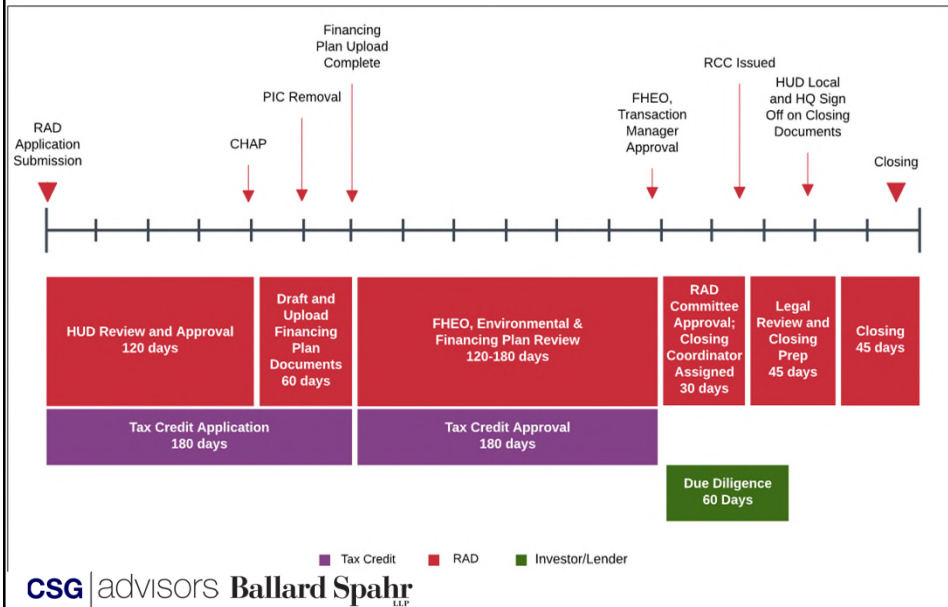 RAD
Application
Submission
CHAP
PIC Removal
Financing
Plan Upload
Complete
FHEO,
Transaction
Manager
Approval
RCC Issued
HUD Local
and HQ Sign
Off on Closing
Documents
Closing
HUD Review and Approval
120 days
Draft and
Upload
Financing
Plan
Documents
60 days
FHEO, Environmental &
Financing Plan Review
120-180 days
RAD
Committee
Approval;
Closing
Coordinator
Assigned
30 days
Legal
Review and
Closing
Prep
45 days
Closing
45 days
Tax Credit Application
180 days
Tax Credit Approval
180 days
Due Diligence
60 Days
Tax Credit
RAD
Investor/Lender
CSG advisors
Ballard Spahr
LLP